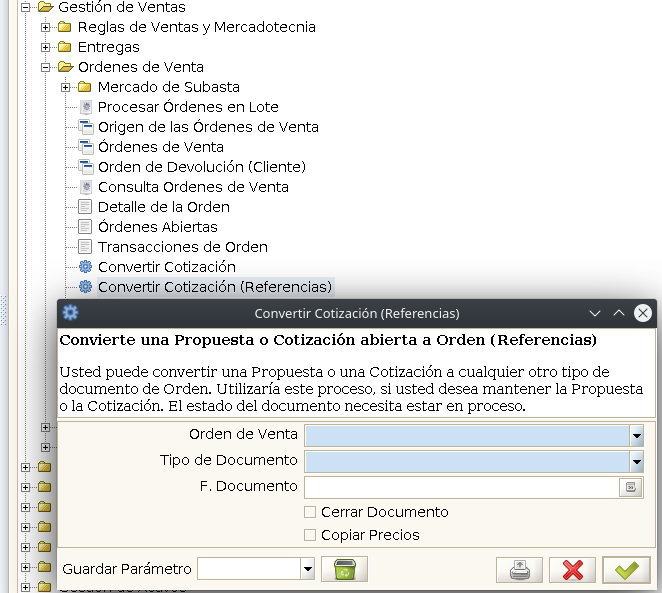 Gestión de Ventas
Reglas de Ventas y Mercadotecnia
Entregas
Ordenes de Venta
Mercado de Subasta
Procesar Órdenes en Lote
Origen de las Órdenes de Venta
Órdenes de Venta
Orden de Devolución (Cliente)
Consulta Ordenes de Venta
Detalle de la Orden
Órdenes Abiertas
Transacciones de Orden
Convertir Cotización
Convertir Cotización (Referencias)
Convertir Cotización (Referencias)
Convierte una Propuesta o Cotización abierta a Orden (Referencias)
Usted puede convertir una Propuesta o una Cotización a cualquier otro tipo de
documento de Orden. Utilizaría este proceso, si usted desea mantener la Propuesta
o la Cotización. El estado del documento necesita estar en proceso.
Orden de Venta
Tipo de Documento
F. Documento
Cerrar Documento
Copiar Precios
Guardar Parámetro